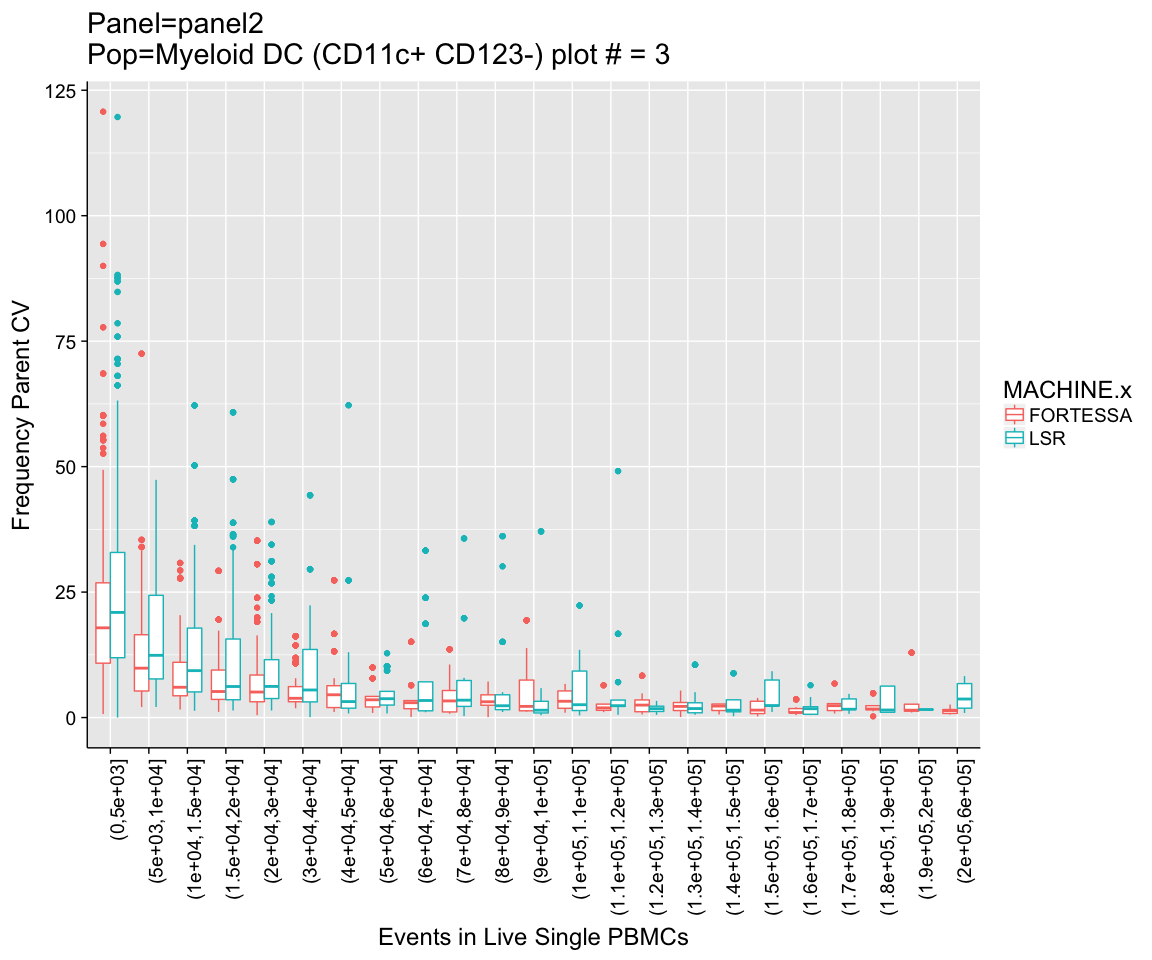 Panel=panel2
Pop=Myeloid DC (CD11c+ CD123-) plot # = 3
125
100
75
50
25
0
Frequency Parent CV
(0,5e+03]
(5e+03,1e+04]
(1e+04,1.5e+04]
(1.5e+04,2e+04]
(2e+04,3e+04]
(3e+04,4e+04]
(4e+04,5e+04]
(5e+04,6e+04]
(6e+04,7e+04]
(7e+04,8e+04]
(8e+04,9e+04]
(9e+04,1e+05]
(1e+05,1.1e+05]
(1.1e+05,1.2e+05]
(1.2e+05,1.3e+05]
(1.3e+05,1.4e+05]
(1.4e+05,1.5e+05]
(1.5e+05,1.6e+05]
(1.6e+05,1.7e+05]
(1.7e+05,1.8e+05]
(1.8e+05,1.9e+05]
(1.9e+05,2e+05]
(2e+05,6e+05]
Events in Live Single PBMCs
MACHINE.x
FORTESSA
LSR